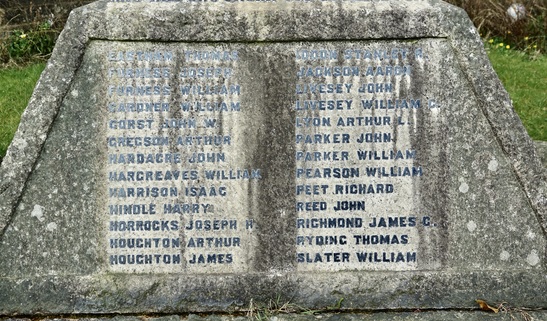 FURNESS JOSEPH
FURNESS WILLIAM
GARDNER WILLIAM
GORST JOHN W.
GREGSON ARTHUR
HARDACRE JOHN
HARGREAVES WILLIAM
HARRISON ISAAC
HINDLE HARRY
HORROCKS JOSEPH H.
HOUGHTON ARTHUR
HOUGHTON JAMES
STANLEY
JACKSON AARON
LIVESEY JOHN
LIVESEY WILLIAM C.
LYON ARTHUR L.
PARKER JOHN
PARKER WILLIAM
PEARSON WILLIAM
PEET RICHARD
REED JOHN
RICHMOND JAMES C.
RYDING THOMAS
SLATER WILLIAM